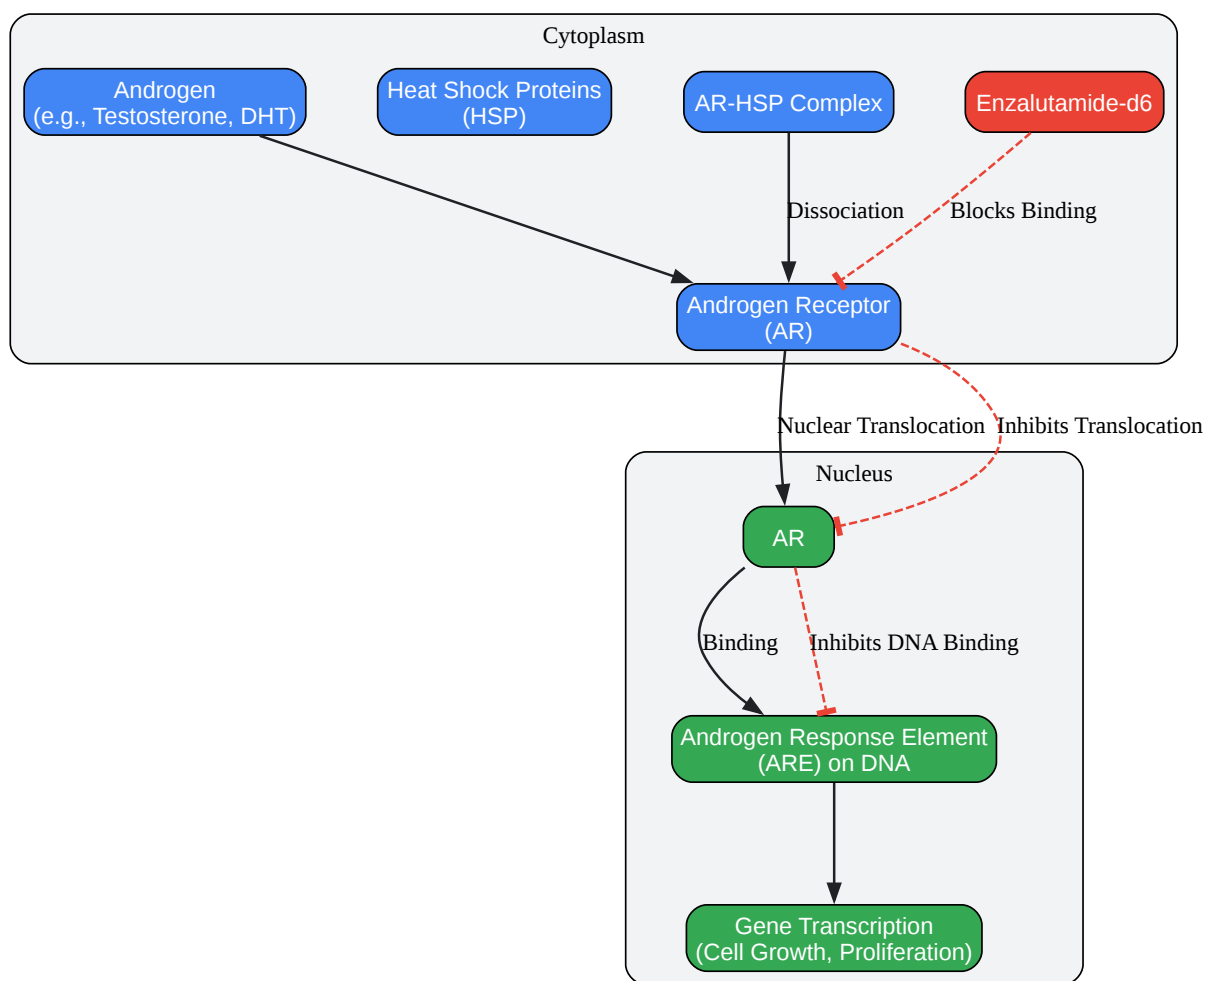 Cytoplasm
Androgen
(e.g., Testosterone, DHT)
Heat Shock Proteins
(HSP)
AR-HSP Complex
Enzalutamide-d6
Dissociation
Blocks Binding
Androgen Receptor
(AR)
Nuclear Translocation
Inhibits Translocation
Nucleus
AR
Binding
Inhibits DNA Binding
Androgen Response Element
(ARE) on DNA
Gene Transcription
(Cell Growth, Proliferation)